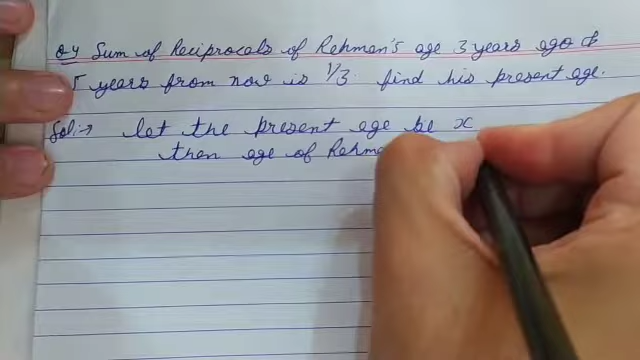 Q4 Sum of Reciprocals of Rehman's age 3 years ago &
5 years from now is 1/3. find his present age.
Sol:→ let the present age be x
then age of Rehm